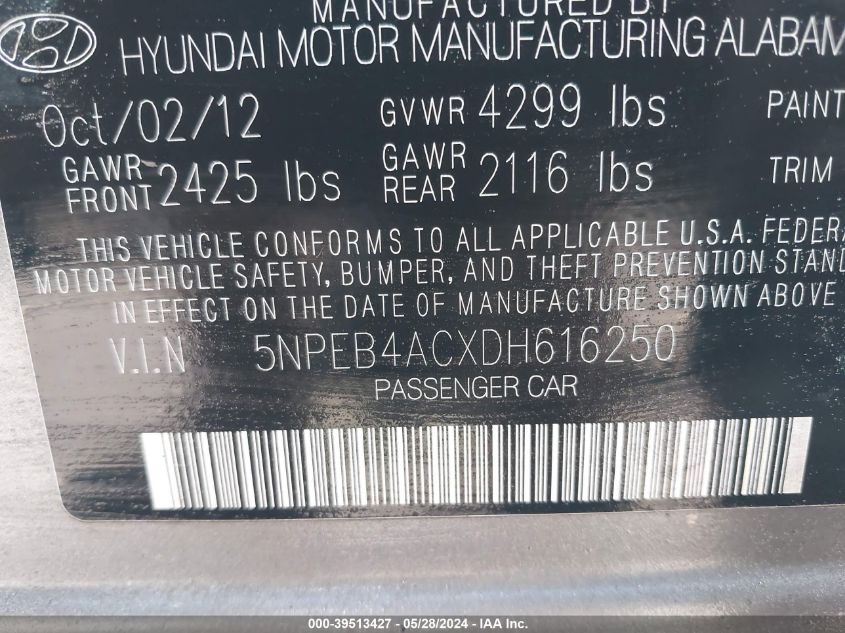 MANUFACTURED BY
HYUNDAI MOTOR MANUFACTURING ALABAM
Oct/02/12 GVWR 4299 lbs PAINT
GAWR FRONT 2425 lbs GAWR REAR 2116 lbs TRIM
THIS VEHICLE CONFORMS TO ALL APPLICABLE U.S.A. FEDERA
MOTOR VEHICLE SAFETY, BUMPER, AND THEFT PREVENTION STAND
IN EFFECT ON THE DATE OF MANUFACTURE SHOWN ABOVE
V.I.N 5NPEB4ACXDH616250
PASSENGER CAR
000-39513427 - 05/28/2024 - IAA Inc.